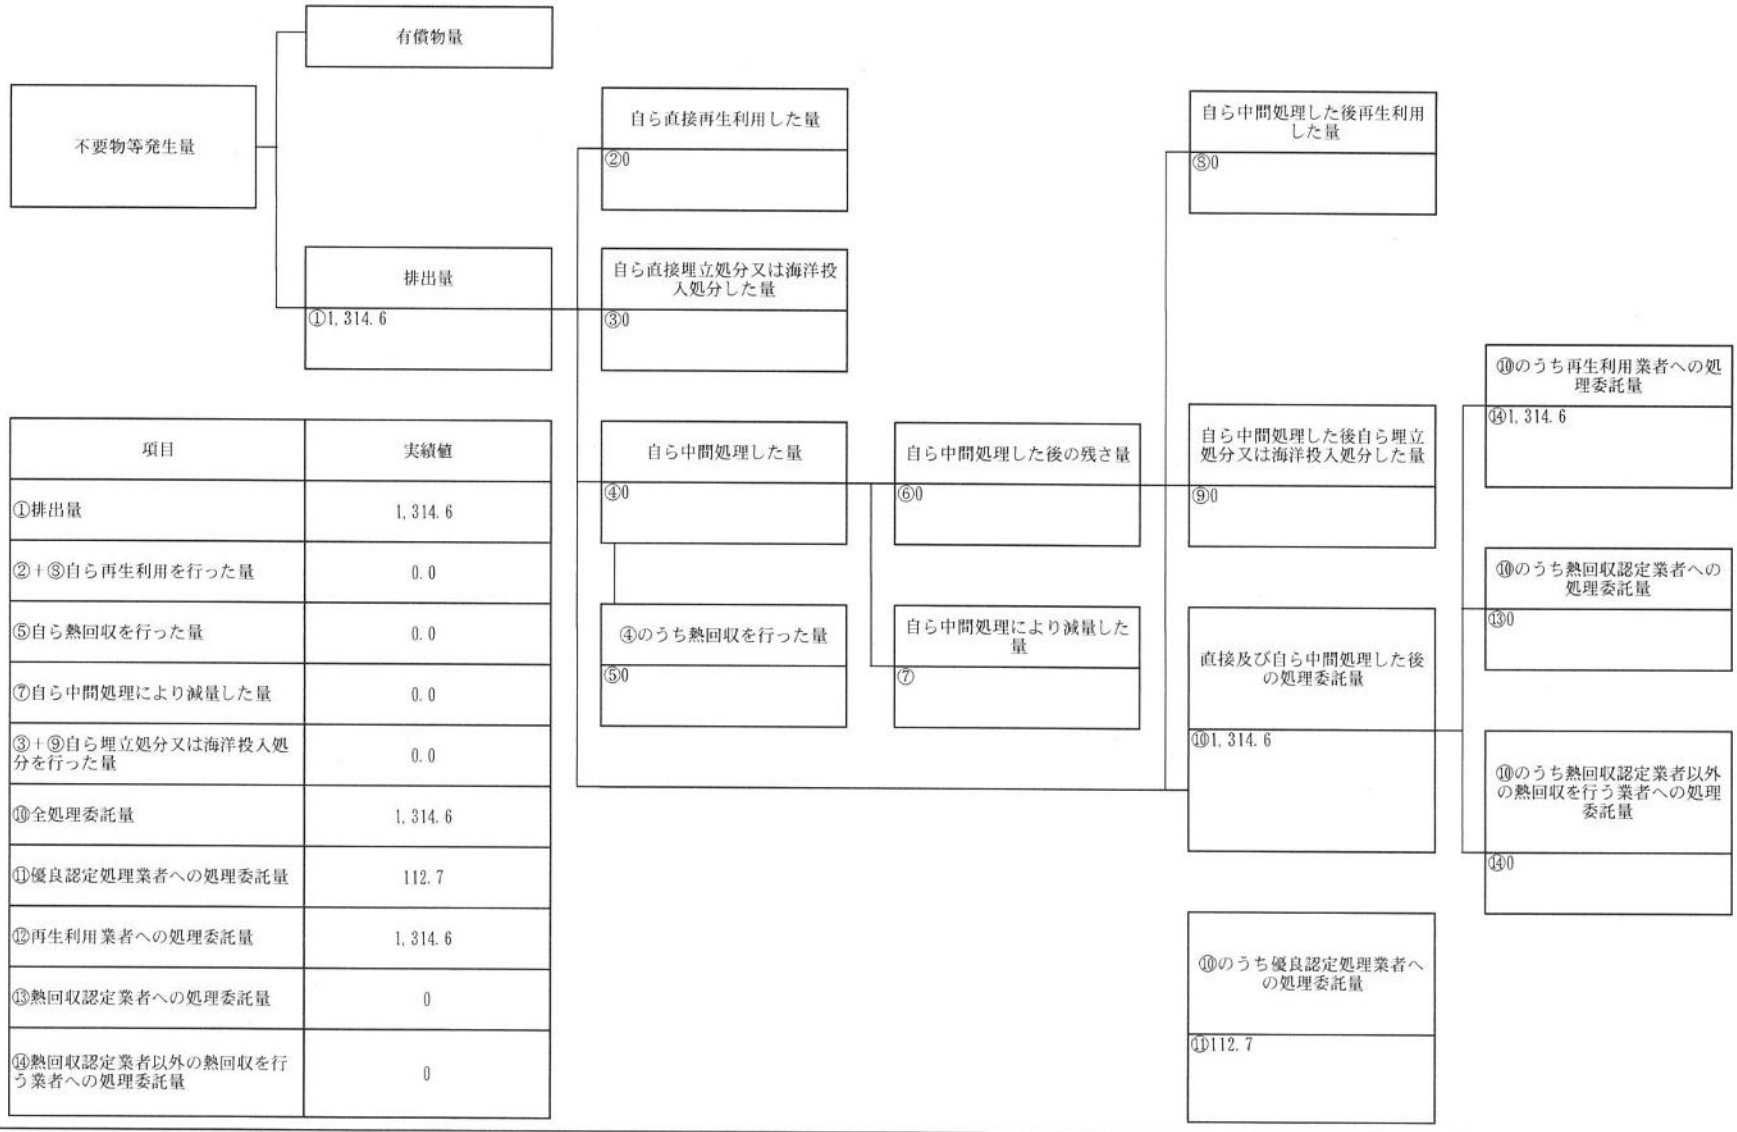 有償物量
不要物等発生量
自ら直接再生利用した量
②0
自ら中間処理した後再生利用
した量
⑧0
排出量
①1,314.6
自ら直接埋立処分又は海洋投
入処分した量
③0
⑩のうち再生利用業者への処
理委託量
⑭1,314.6
自ら中間処理した量
④0
自ら中間処理した後の残さ量
⑥0
自ら中間処理した後自ら埋立
処分又は海洋投入処分した量
⑨0
⑩のうち熱回収認定業者への
処理委託量
⑬0
④のうち熱回収を行った量
⑤0
自ら中間処理により減量した
量
⑦
直接及び自ら中間処理した後
の処理委託量
⑩1,314.6
⑩のうち熱回収認定業者以外
の熱回収を行う業者への処理
委託量
⑭0
⑩のうち優良認定処理業者へ
の処理委託量
⑪112.7
項目 実績値
①排出量 1,314.6
②+⑧自ら再生利用を行った量 0.0
⑤自ら熱回収を行った量 0.0
⑦自ら中間処理により減量した量 0.0
③+⑨自ら埋立処分又は海洋投入処
分を行った量 0.0
⑩全処理委託量 1,314.6
⑪優良認定処理業者への処理委託量 112.7
⑫再生利用業者への処理委託量 1,314.6
⑬熱回収認定業者への処理委託量 0
⑭熱回収認定業者以外の熱回収を行
う業者への処理委託量 0